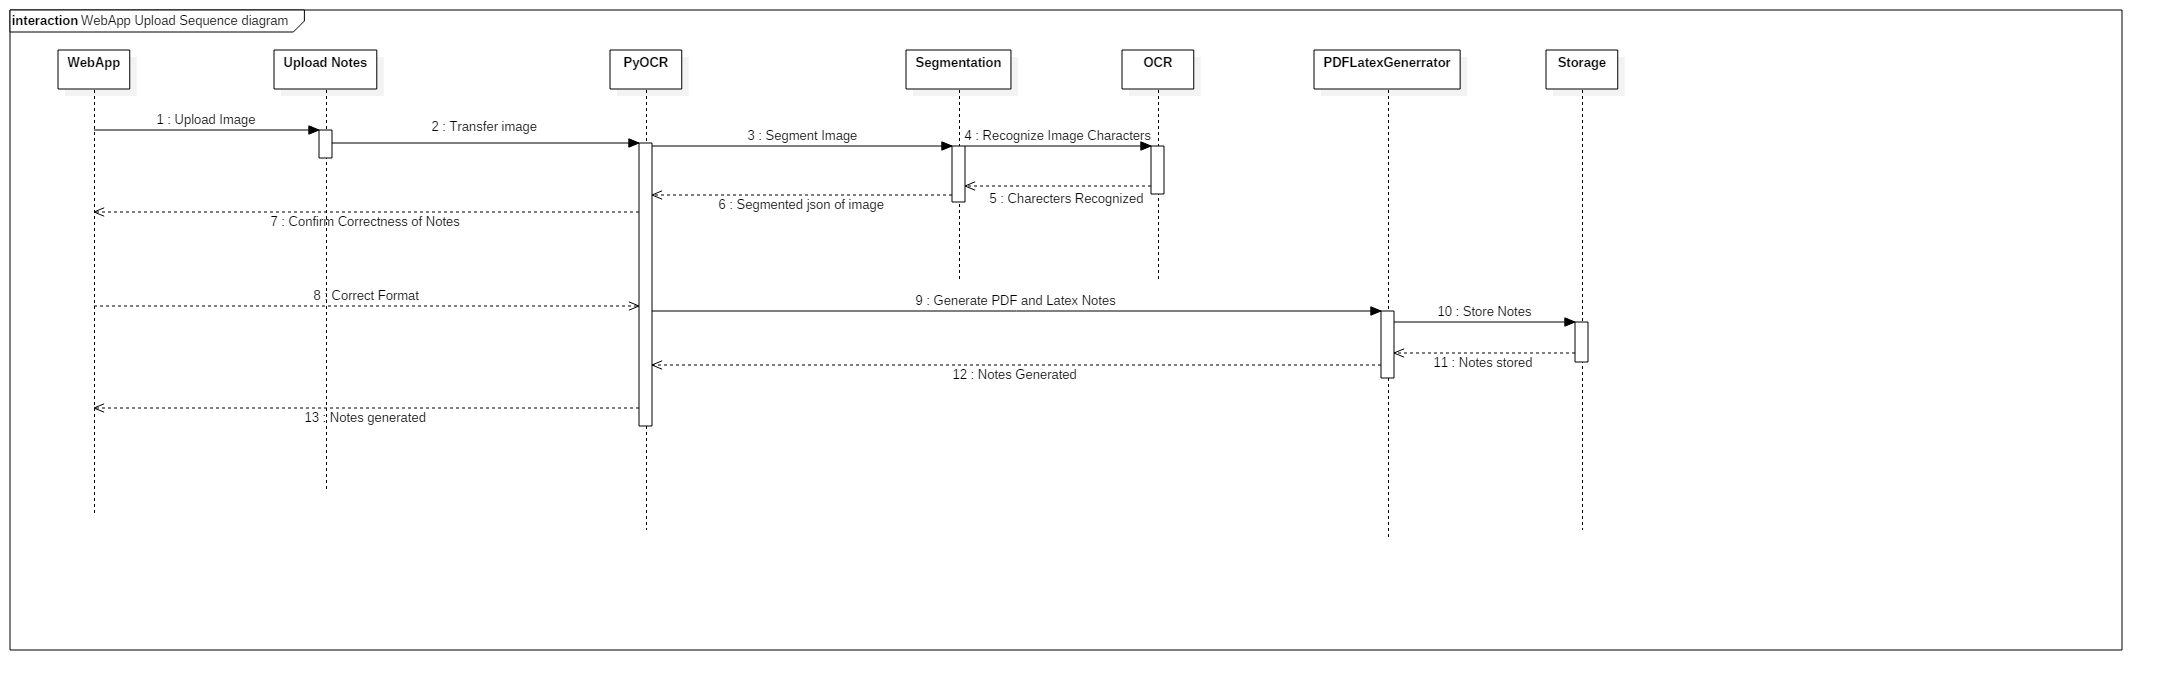 interaction WebApp Upload Sequence diagram
WebApp
Upload Notes
PyOCR
Segmentation
OCR
PDFLatexGenerrator
Storage
1 : Upload Image
2 : Transfer image
3 : Segment Image
4 : Recognize Image Characters
5 : Charecters Recognized
6 : Segmented json of image
7 : Confirm Correctness of Notes
8 : Correct Format
9 : Generate PDF and Latex Notes
10 : Store Notes
11 : Notes stored
12 : Notes Generated
13 : Notes generated